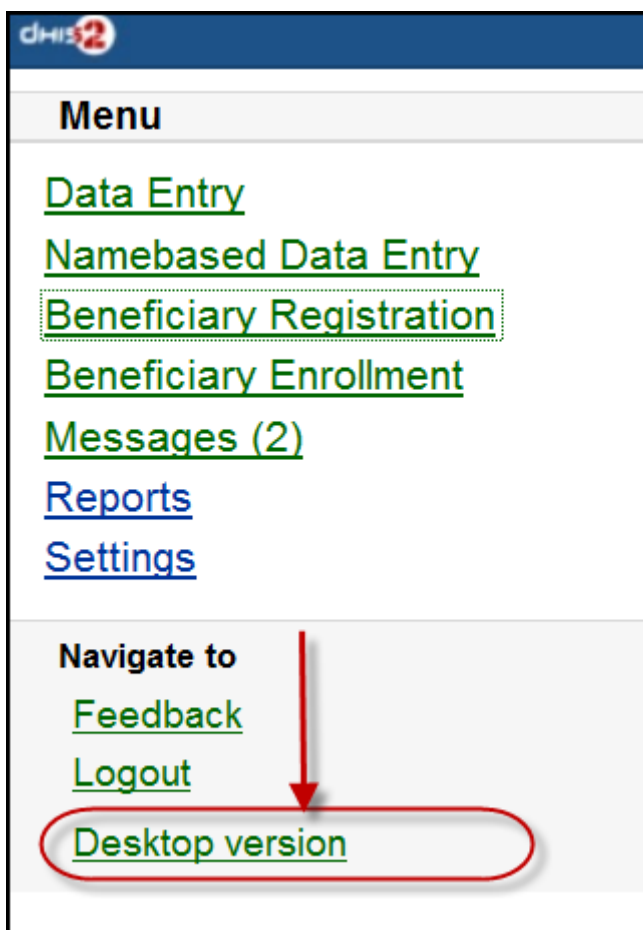 dHIS2
Menu
Data Entry
Namebased Data Entry
Beneficiary Registration
Beneficiary Enrollment
Messages (2)
Reports
Settings
Navigate to
Feedback
Logout
Desktop version